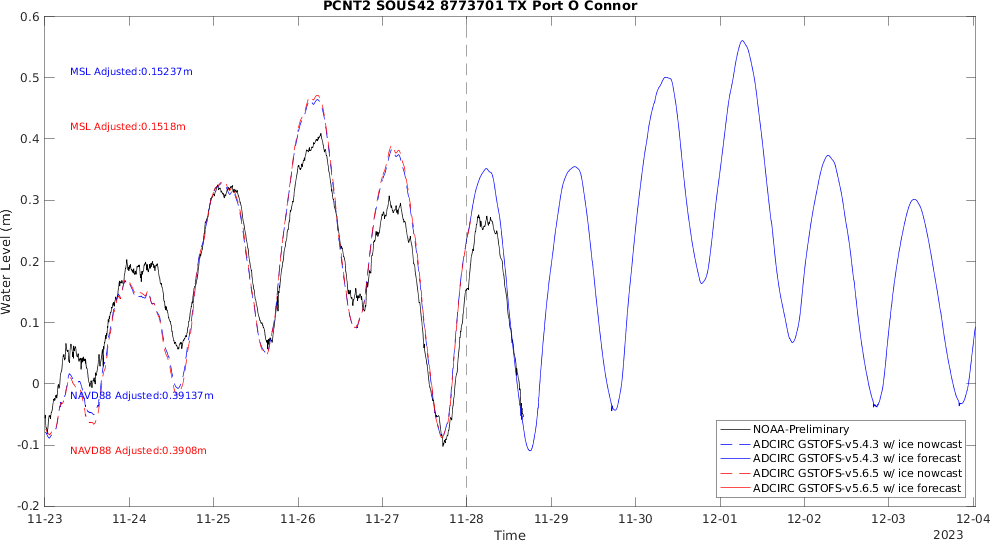 PCNT2 SOUS42 8773701 TX Port O Connor
0.6
0.5
0.4
0.3
0.2
0.1
0
-0.1
-0.2
Water Level (m)
MSL Adjusted:0.15237m
MSL Adjusted:0.1518m
NAVD88 Adjusted:0.39137m
NAVD88 Adjusted:0.3908m
NOAA-Preliminary
ADCIRC GSTOFS-v5.4.3 w/ ice nowcast
ADCIRC GSTOFS-v5.4.3 w/ ice forecast
ADCIRC GSTOFS-v5.6.5 w/ ice nowcast
ADCIRC GSTOFS-v5.6.5 w/ ice forecast
11-23 11-24 11-25 11-26 11-27 11-28 11-29 11-30 12-01 12-02 12-03 12-04
Time
2023